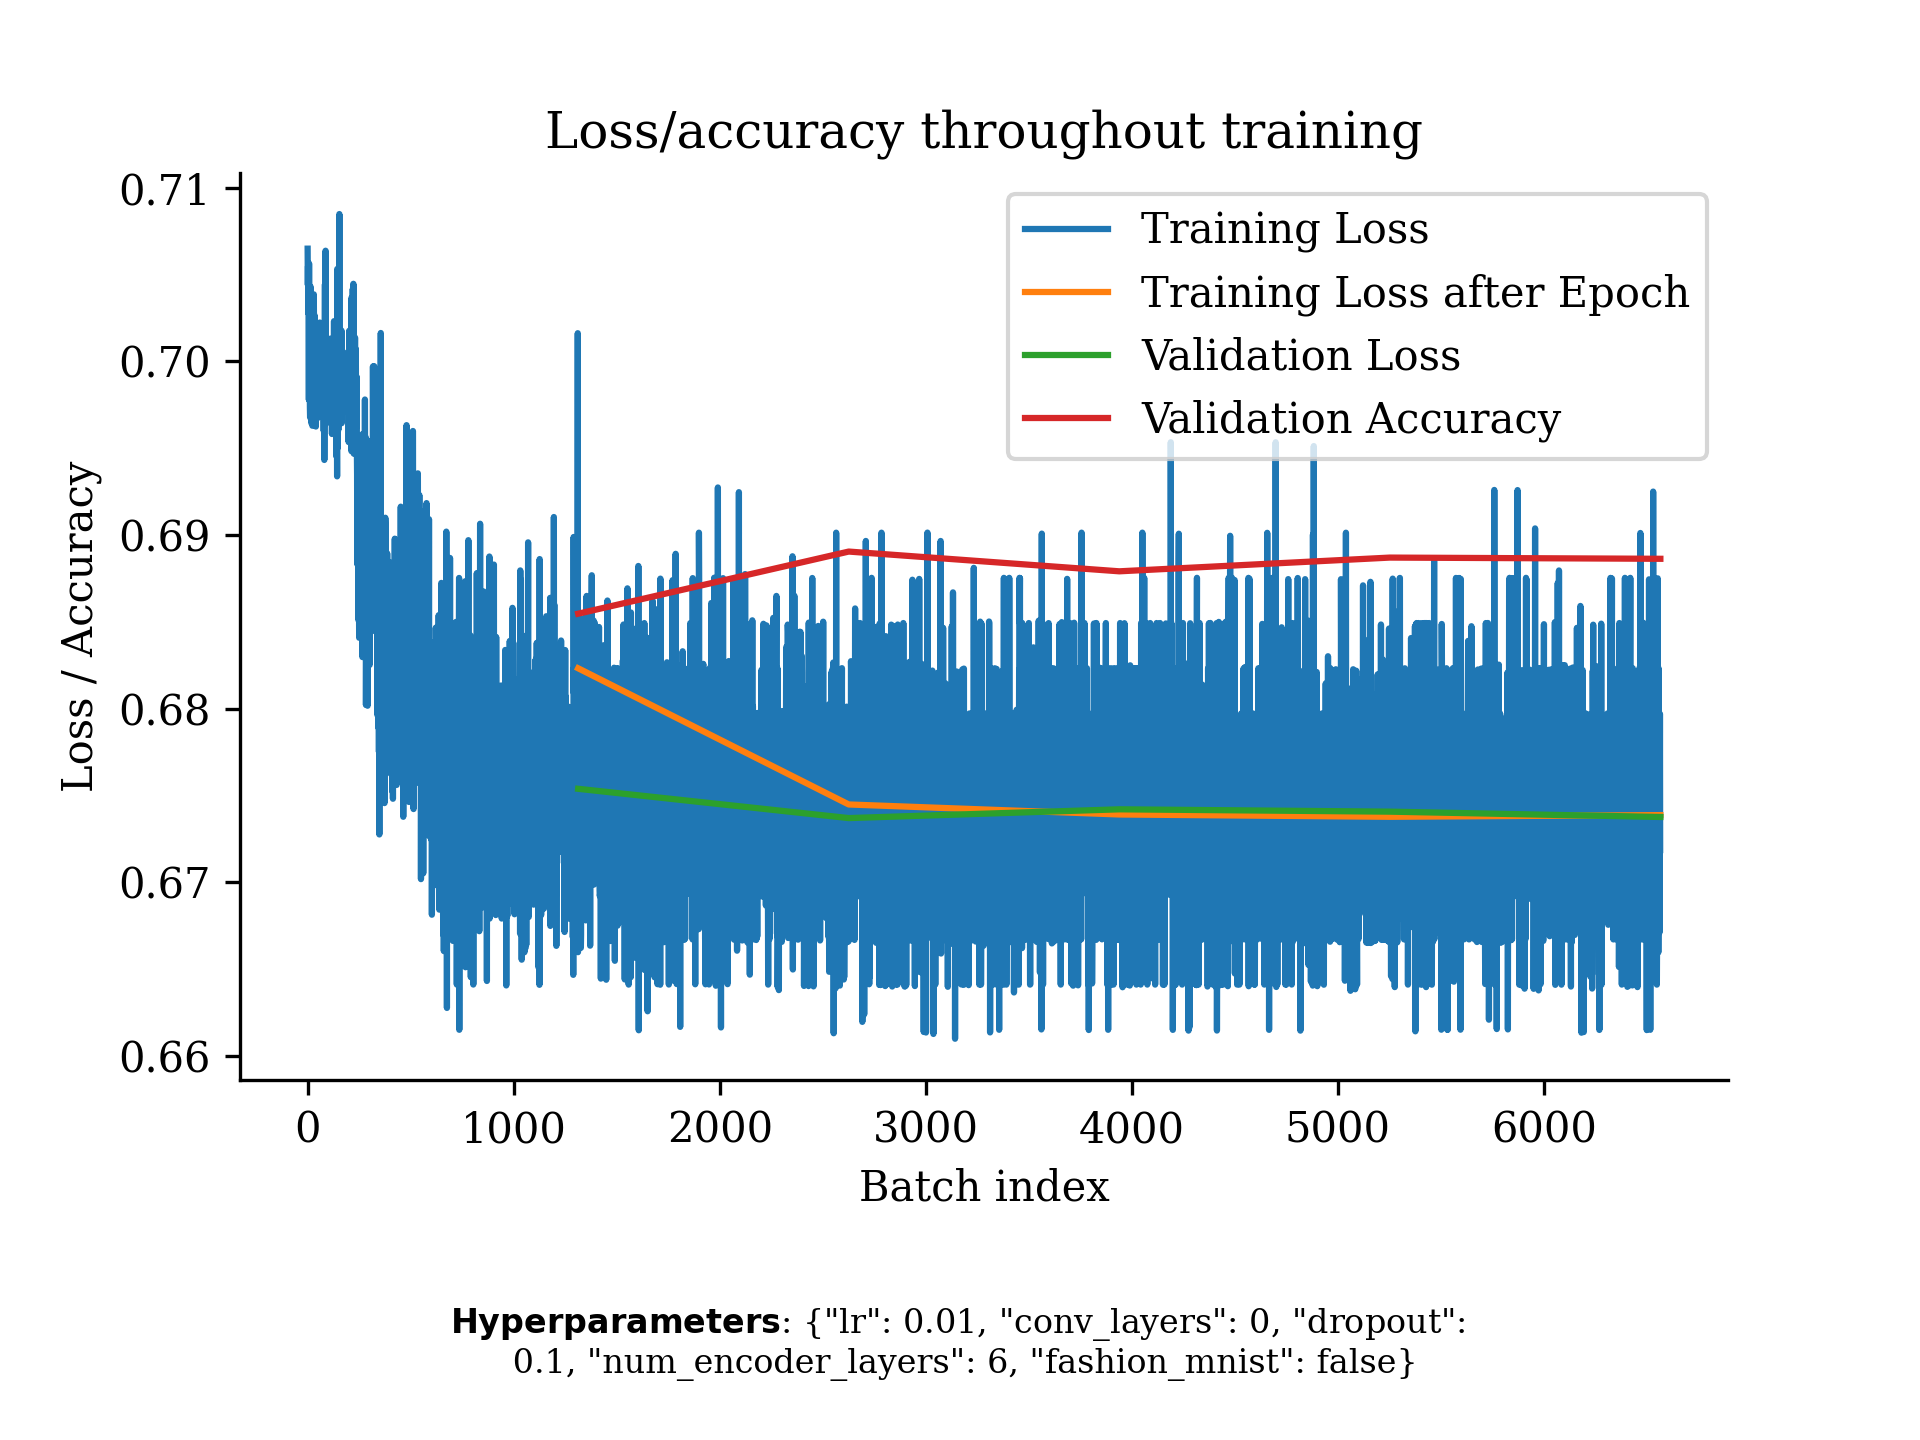 Loss/accuracy throughout training
Loss / Accuracy
0.71
0.70
0.69
0.68
0.67
0.66
Training Loss
Training Loss after Epoch
Validation Loss
Validation Accuracy
0 1000 2000 3000 4000 5000 6000
Batch index
Hyperparameters: {"lr": 0.01, "conv_layers": 0, "dropout":
0.1, "num_encoder_layers": 6, "fashion_mnist": false}